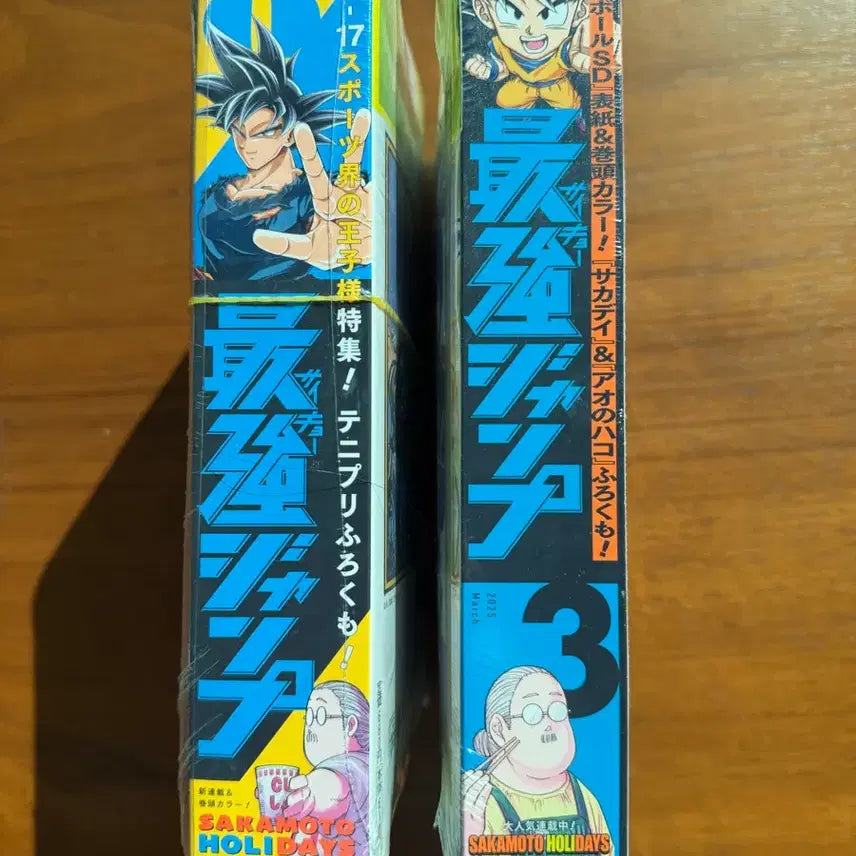 -17スポーツ界の王子様特集! テニプリふろくも!
最強ジャンプ
サイキョー
新連載&
巻頭カラー!
SAKAMOTO
HOLIDAYS
ボールSD』表紙&巻頭カラー!『サカデイ』&『アオのハコ』ふろくも!
最強ジャンプ
サイキョー
2025
March
3
大人気連載中!
SAKAMOTO HOLIDAYS